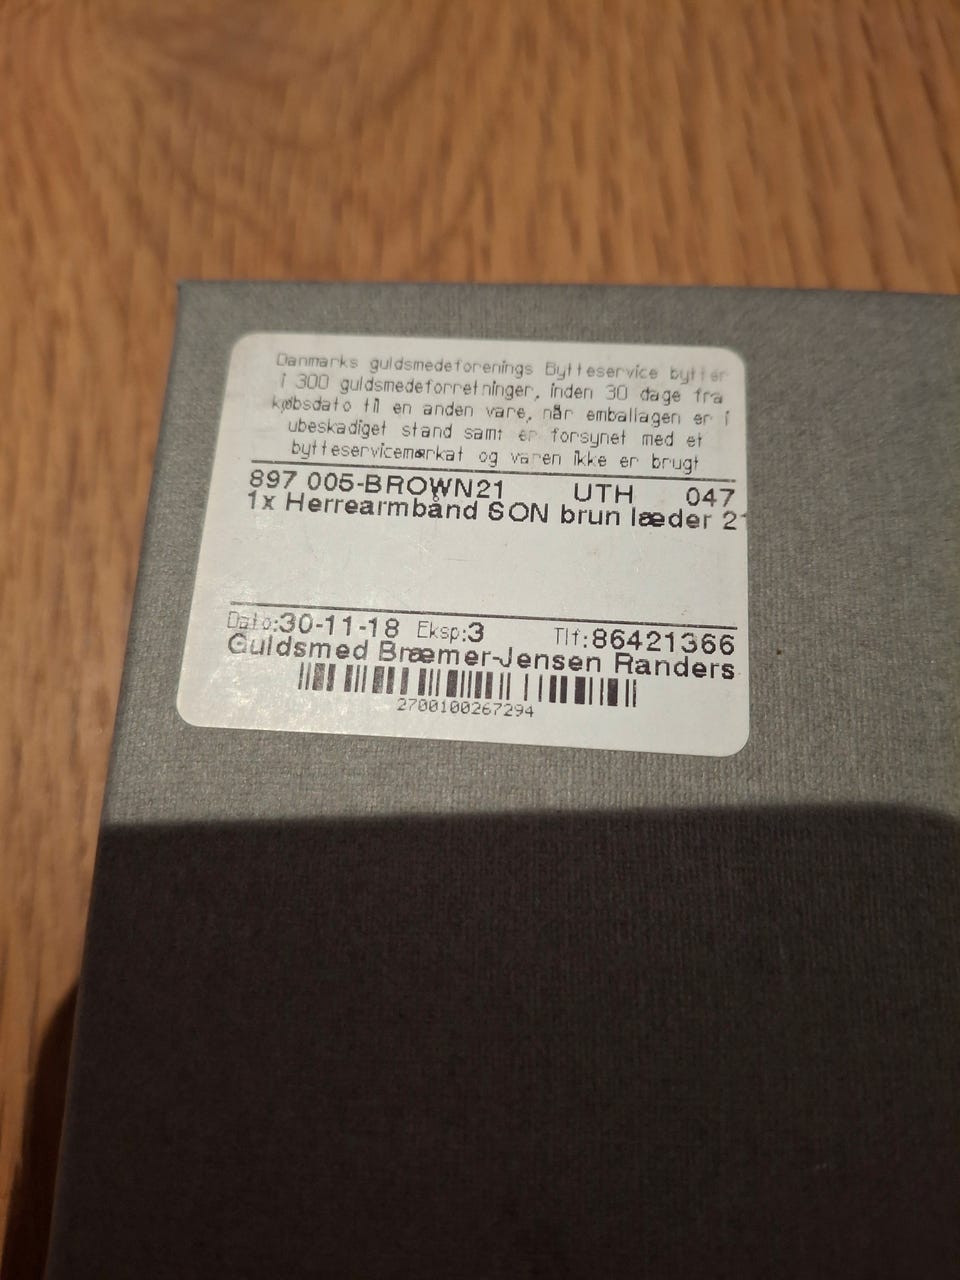 Danmarks guldsmedeforenings Bytteservice bytter
i 300 guldsmedeforretninger, inden 30 dage fra
købsdato til en anden vare, når emballagen er i
ubeskadiget stand samt er forsynet med et
bytteservicemærkat og varen ikke er brugt
897 005-BROWN21 UTH 047
1x Herrearmbånd SON brun læder 21
Dato:30-11-18 Eksp:3 Tlf:86421366
Guldsmed Bræmer-Jensen Randers
2700100267294